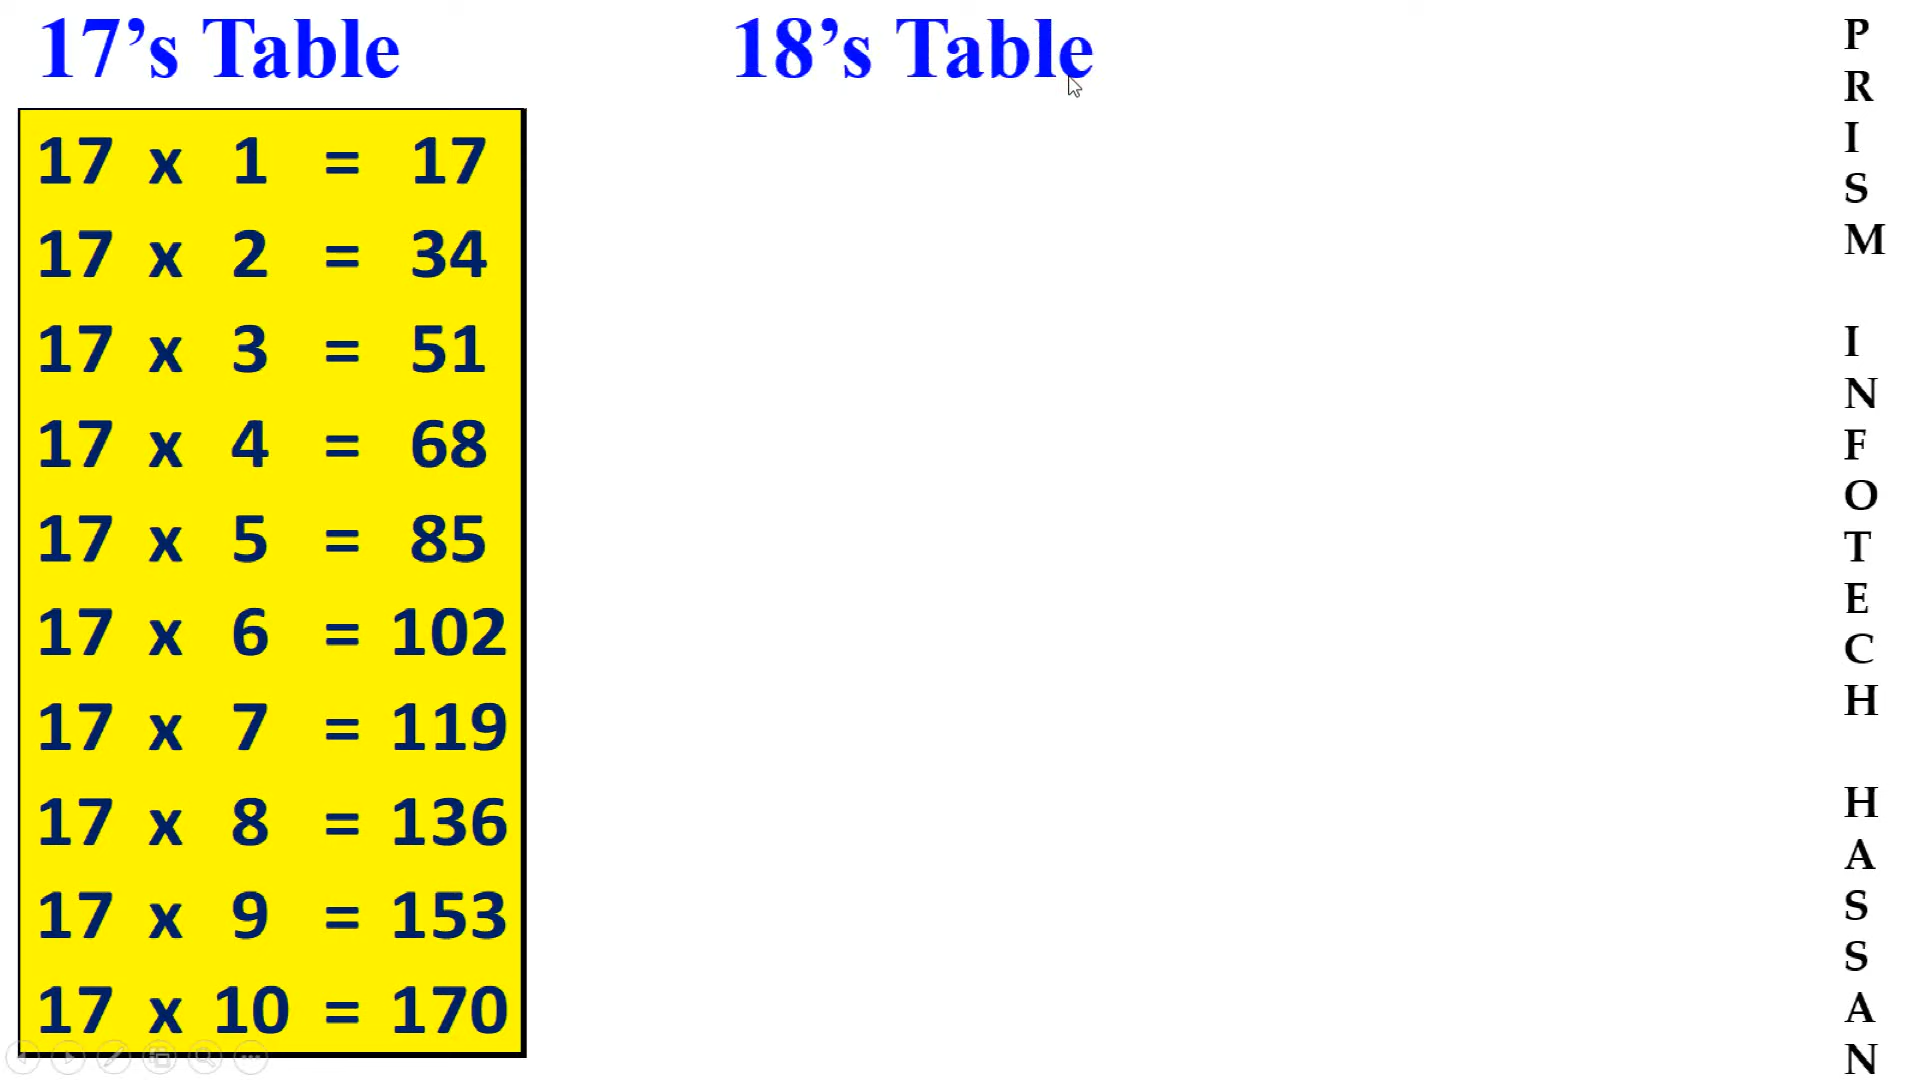 17’s Table
17 x 1 = 17
17 x 2 = 34
17 x 3 = 51
17 x 4 = 68
17 x 5 = 85
17 x 6 = 102
17 x 7 = 119
17 x 8 = 136
17 x 9 = 153
17 x 10 = 170
18’s Table
P
R
I
S
M
I
N
F
O
T
E
C
H
H
A
S
S
A
N